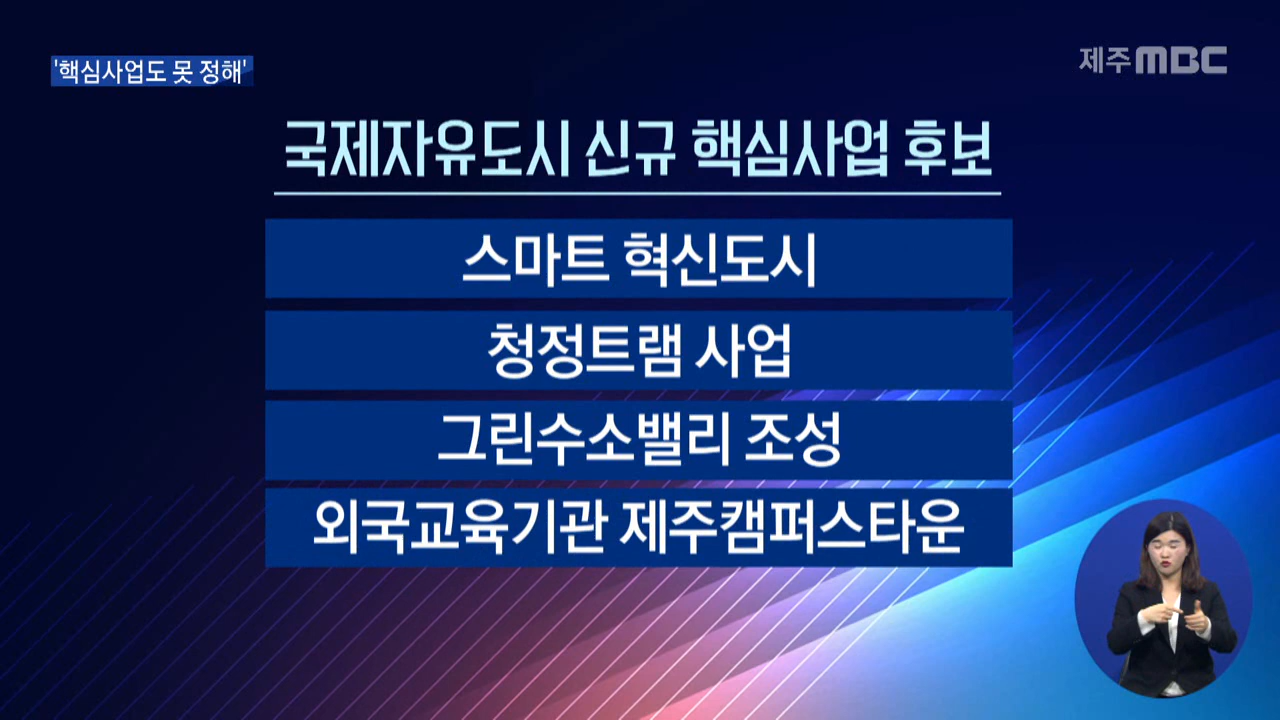 '핵심사업도 못 정해'
제주MBC
국제자유도시 신규 핵심사업 후보
스마트 혁신도시
청정트램 사업
그린수소밸리 조성
외국교육기관 제주캠퍼스타운